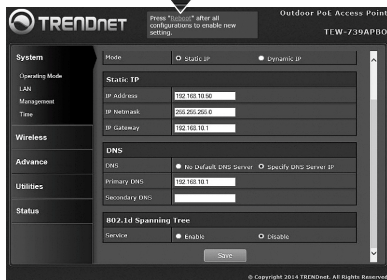 TRENDNET
Press "Reboot" after all
configurations to enable new
setting.
Outdoor PoE Access Point
TEW-739APBO
System
Operating Mode
LAN
Management
Time
Wireless
Advance
Utilities
Status
Mode Static IP Dynamic IP
Static IP
IP Address 192.168.10.50
IP Netmask 255.255.255.0
IP Gateway 192.168.10.1
DNS
DNS No Default DNS Server Specify DNS Server IP
Primary DNS 192.168.10.1
Secondary DNS
802.1d Spanning Tree
Service Enable Disable
Save
© Copyright 2014 TRENDnet. All Rights Reserved